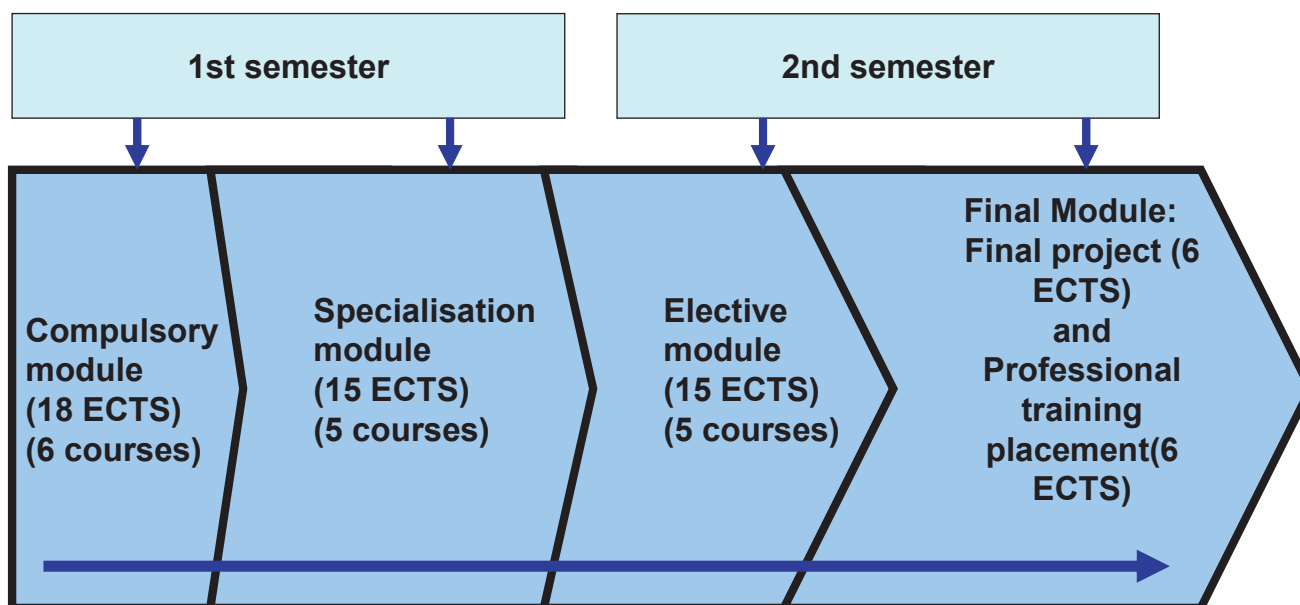 1st semester
2nd semester
Compulsory
module
(18 ECTS)
(6 courses)
Specialisation
module
(15 ECTS)
(5 courses)
Elective
module
(15 ECTS)
(5 courses)
Final Module:
Final project (6
ECTS)
and
Professional
training
placement(6
ECTS)